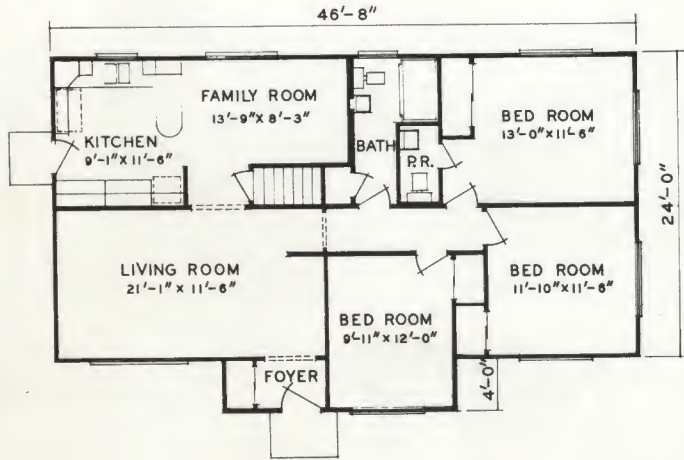 46'-8"
FAMILY ROOM
13'-9" X 8'-3"
KITCHEN
9'-1" X 11'-6"
BATH
P.R.
BED ROOM
13'-0" X 11'-6"
24'-0"
LIVING ROOM
21'-1" X 11'-6"
BED ROOM
9'-11" X 12'-0"
BED ROOM
11'-10" X 11'-6"
FOYER
4'-0"